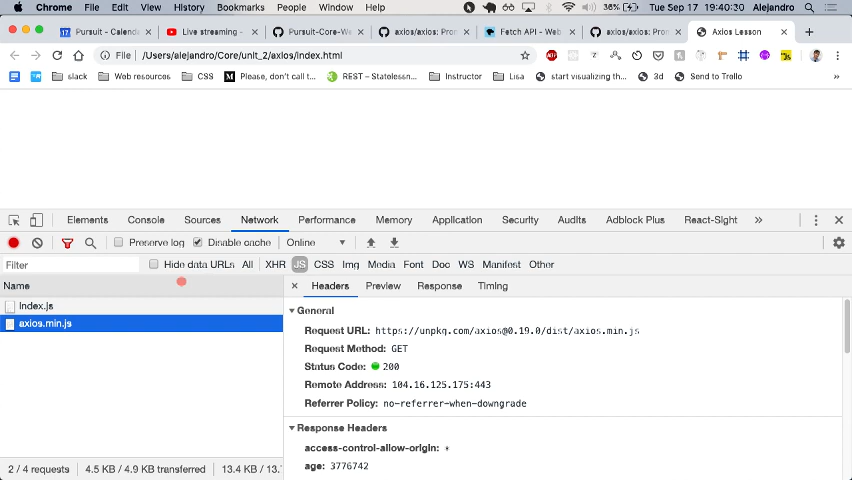 Chrome File Edit View History Bookmarks People Window Help 36% Tue Sep 17 19:40:30 Alejandro
Pursuit - Calenda Live streaming - Pursuit-Core-We axios/axios: Pron Fetch API - Web axios/axios: Pron Axios Lesson
File /Users/alejandro/Core/unit_2/axios/index.html
slack Web resources CSS Please, don't call t... REST – Statelessn... Instructor Lisa start visualizing th... 3d Send to Trello
Elements Console Sources Network Performance Memory Application Security Audits Adblock Plus React-Sight
Preserve log Disable cache Online
Filter Hide data URLs All XHR JS CSS Img Media Font Doc WS Manifest Other
Name Headers Preview Response Timing
index.js
axios.min.js
General
Request URL: https://unpkg.com/axios@0.19.0/dist/axios.min.js
Request Method: GET
Status Code: 200
Remote Address: 104.16.125.175:443
Referrer Policy: no-referrer-when-downgrade
Response Headers
access-control-allow-origin: *
age: 3776742
2 / 4 requests 4.5 KB / 4.9 KB transferred 13.4 KB / 13.